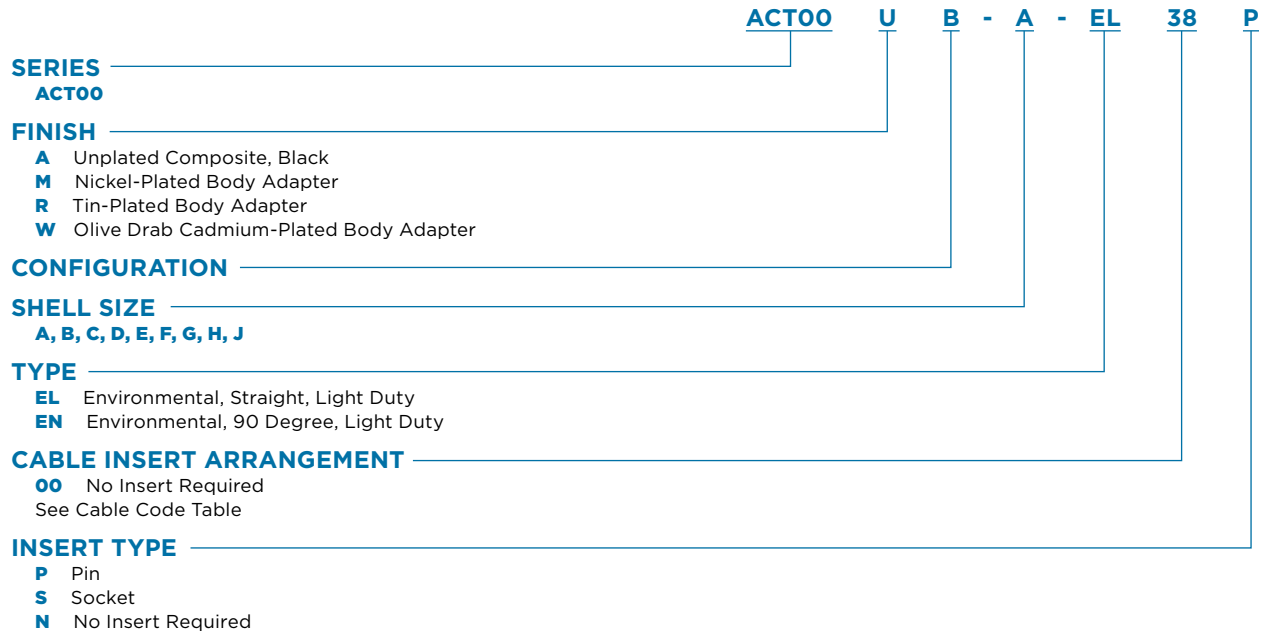 ACT00 U B - A - EL 38 P
SERIES
ACT00
FINISH
A Unplated Composite, Black
M Nickel-Plated Body Adapter
R Tin-Plated Body Adapter
W Olive Drab Cadmium-Plated Body Adapter
CONFIGURATION
SHELL SIZE
A, B, C, D, E, F, G, H, J
TYPE
EL Environmental, Straight, Light Duty
EN Environmental, 90 Degree, Light Duty
CABLE INSERT ARRANGEMENT
00 No Insert Required
See Cable Code Table
INSERT TYPE
P Pin
S Socket
N No Insert Required